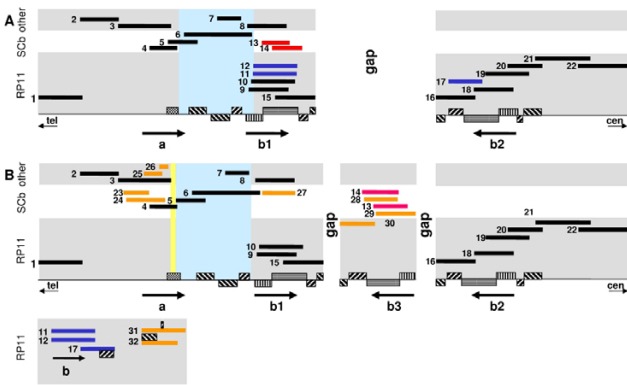 A
SCb other
RP11
2
3
7
8
6
5
4
13
14
12
11
10
9
15
1
gap
21
20
22
19
17
18
16
tel
a
b1
b2
cen
B
SCb other
RP11
26
2
25
3
7
8
23
24
4
5
6
27
10
9
15
1
gap
14
28
13
29
30
gap
21
20
22
19
18
16
tel
a
b1
b3
b2
cen
RP11
11
12
17
b
31
32